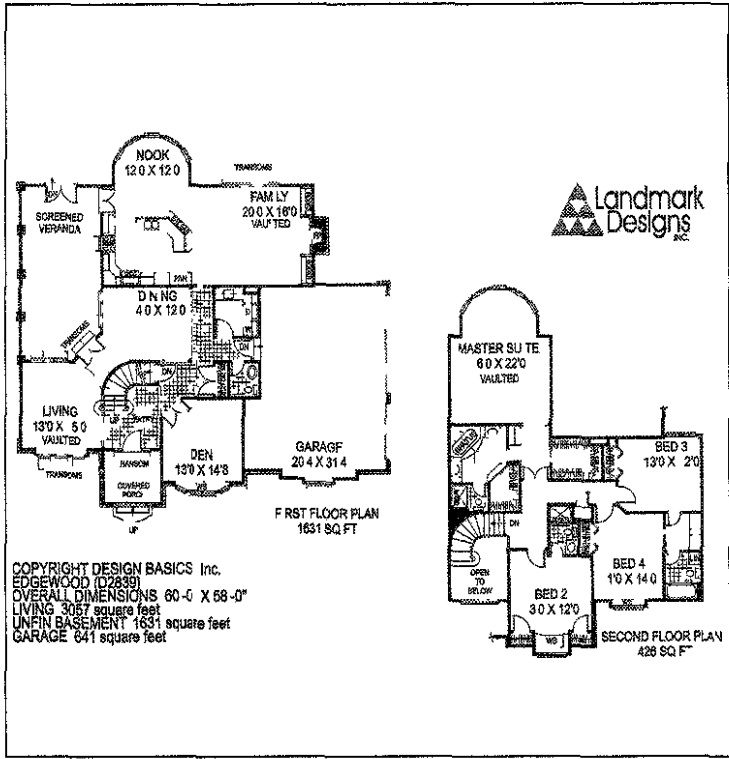 NOOK
12 0 X 12 0
TRANSOMS
FAM LY
20 0 X 16'0
VAU TED
SCREENED
VERANDA
PAN
D N NG
4 0 X 12 0
TRANSOMS
DN
DN
LIVING
13'0 X 5 0
VAULTED
UP
ENTRY
TRANSOMS
RANSOM
COVERED
PORC
UP
DEN
13'0 X 14'8
WS
GARAGF
20 4 X 31 4
F RST FLOOR PLAN
1631 SQ FT
Landmark
Designs
INC.
MASTER SU TE
6 0 X 22'0
VAULTED
BED 3
13'0 X 2'0
DN
OPEN
TO
BELOW
BED 4
1'0 X 14 0
LIN
BED 2
3 0 X 12'0
WS
SECOND FLOOR PLAN
426 SQ FT
COPYRIGHT DESIGN BASICS Inc.
EDGEWOOD (D2839)
OVERALL DIMENSIONS 60 -0 X 58 -0"
LIVING 3057 square feet
UNFIN BASEMENT 1631 square feet
GARAGE 641 square feet